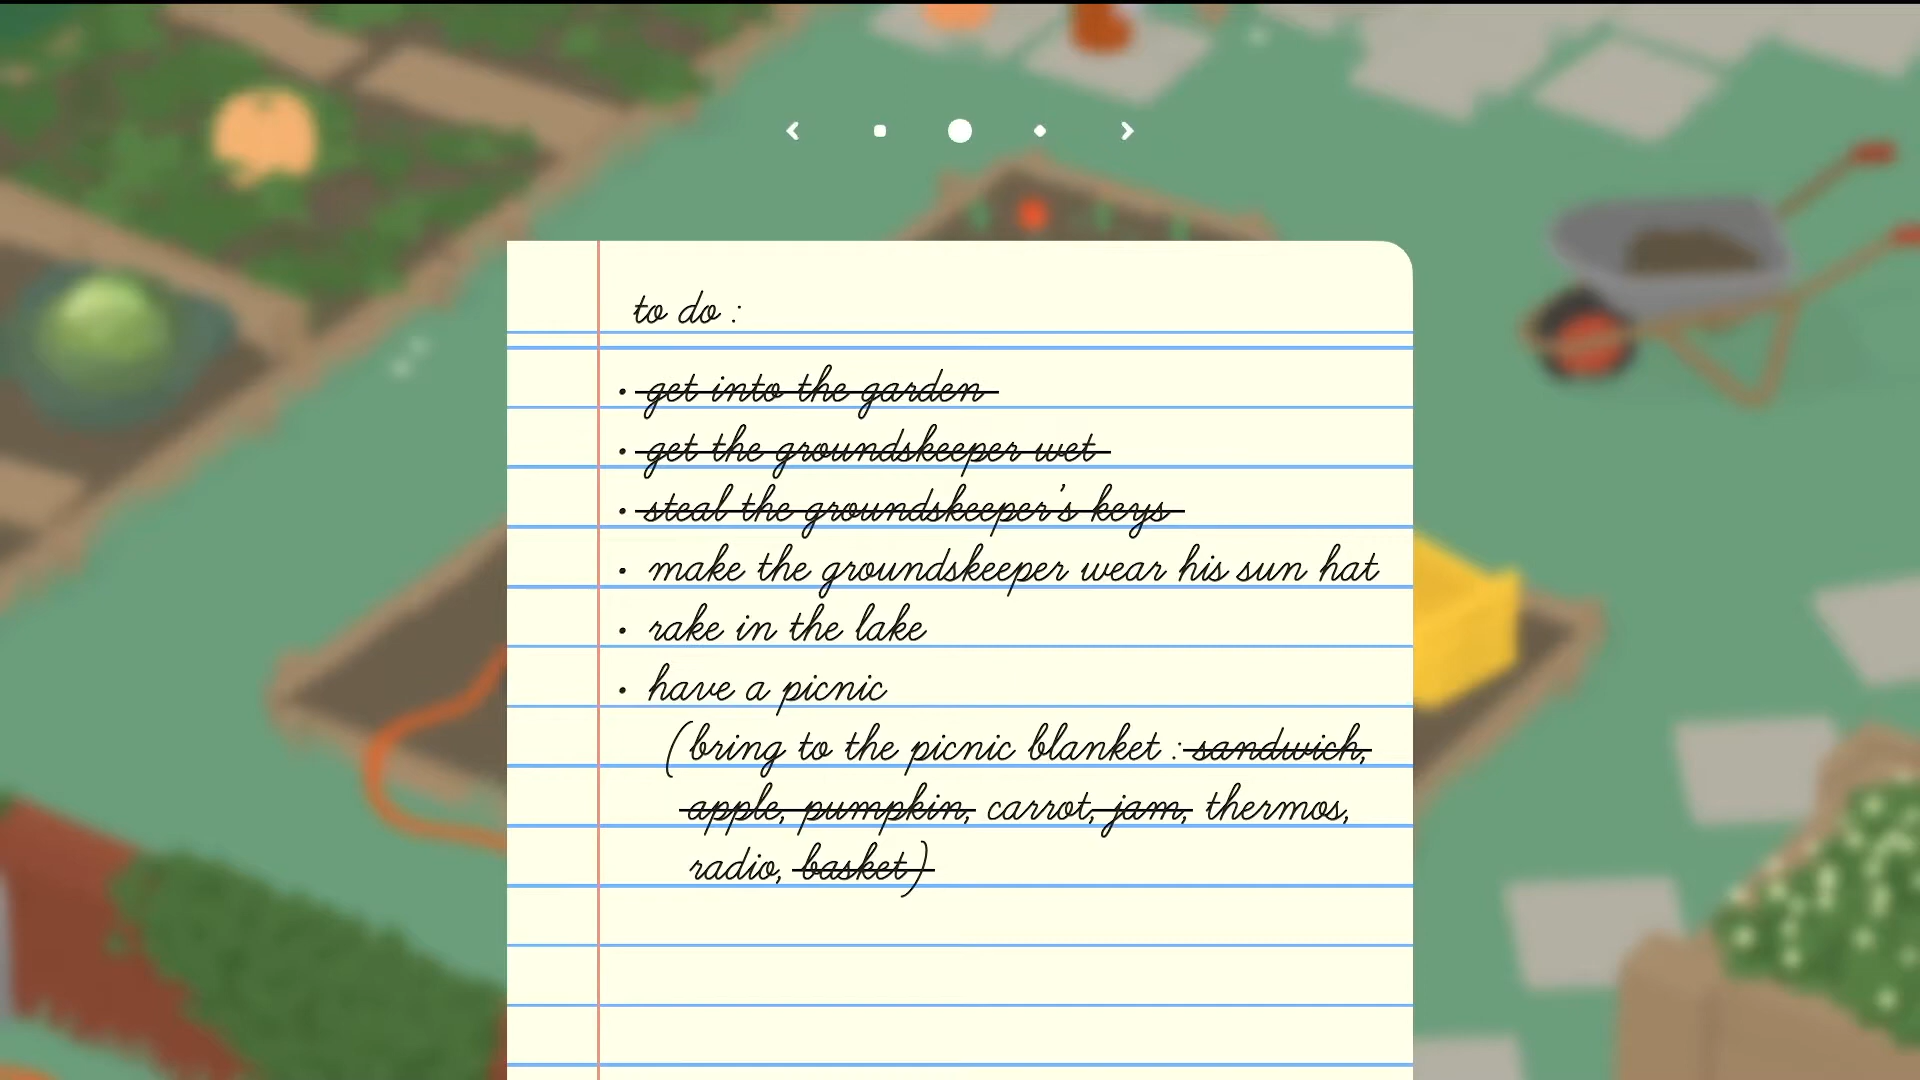 to do :
• get into the garden
• get the groundskeeper wet
• steal the groundskeeper's keys
• make the groundskeeper wear his sun hat
• rake in the lake
• have a picnic
(bring to the picnic blanket : sandwich,
apple, pumpkin, carrot, jam, thermos,
radio, basket)